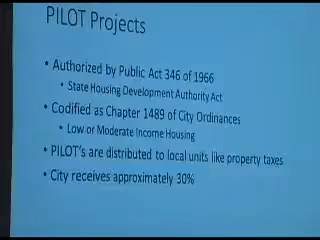 PILOT Projects
• Authorized by Public Act 346 of 1966
• State Housing Development Authority Act
• Codified as Chapter 1489 of City Ordinances
• Low or Moderate Income Housing
• PILOT's are distributed to local units like property taxes
• City receives approximately 30%